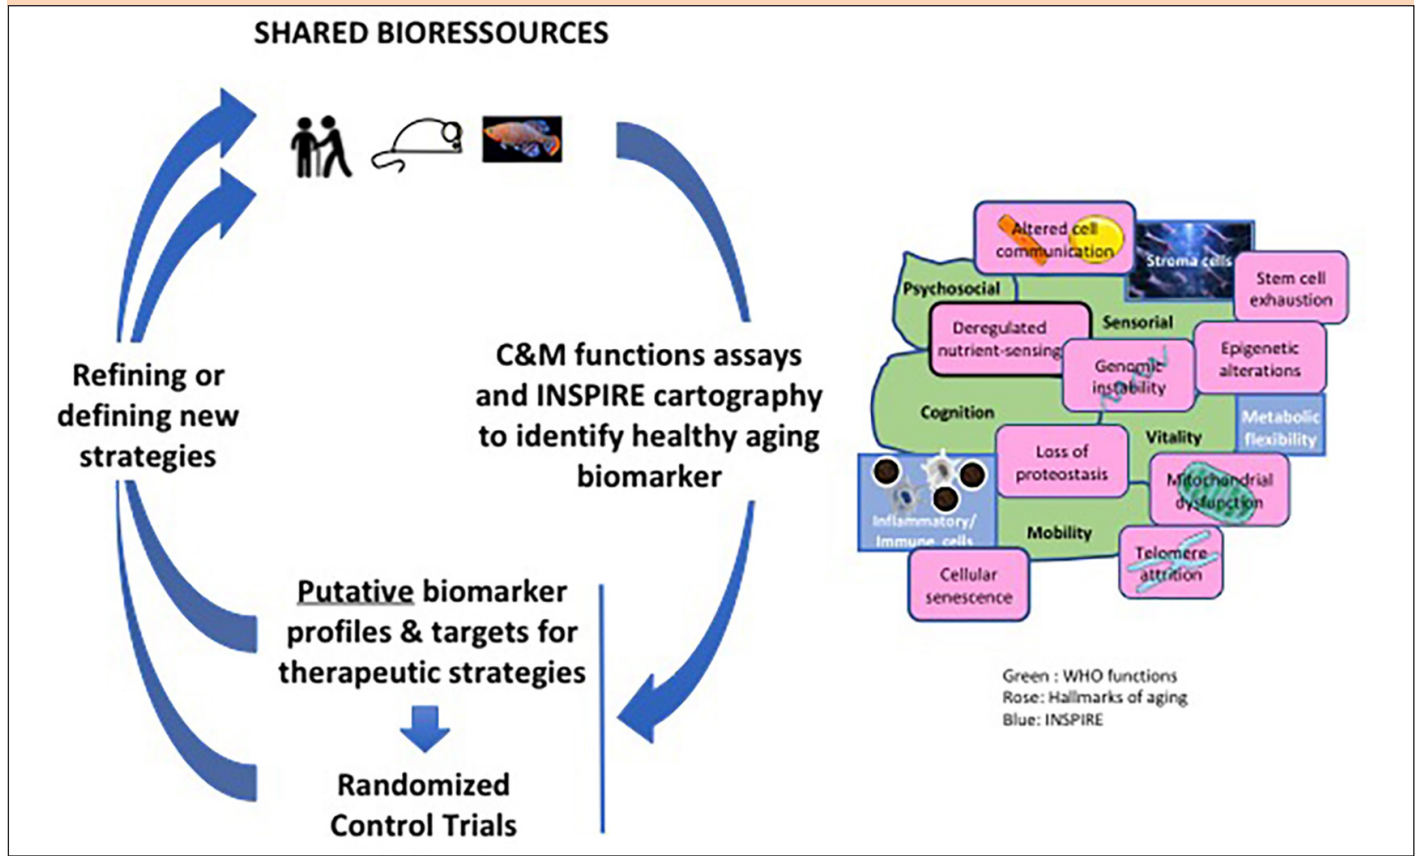 SHARED BIORESSOURCES
Refining or
defining new
strategies
C&M functions assays
and INSPIRE cartography
to identify healthy aging
biomarker
Putative biomarker
profiles & targets for
therapeutic strategies
Randomized
Control Trials
Altered cell
communication
Stroma cells
Stem cell
exhaustion
Psychosocial
Sensorial
Deregulated
nutrient-sensing
Genomic
instability
Epigenetic
alterations
Cognition
Metabolic
flexibility
Vitality
Loss of
proteostasis
Mitochondrial
dysfunction
Inflammatory/
Immune cells
Mobility
Telomere
attrition
Cellular
senescence
Green : WHO functions
Rose: Hallmarks of aging
Blue: INSPIRE